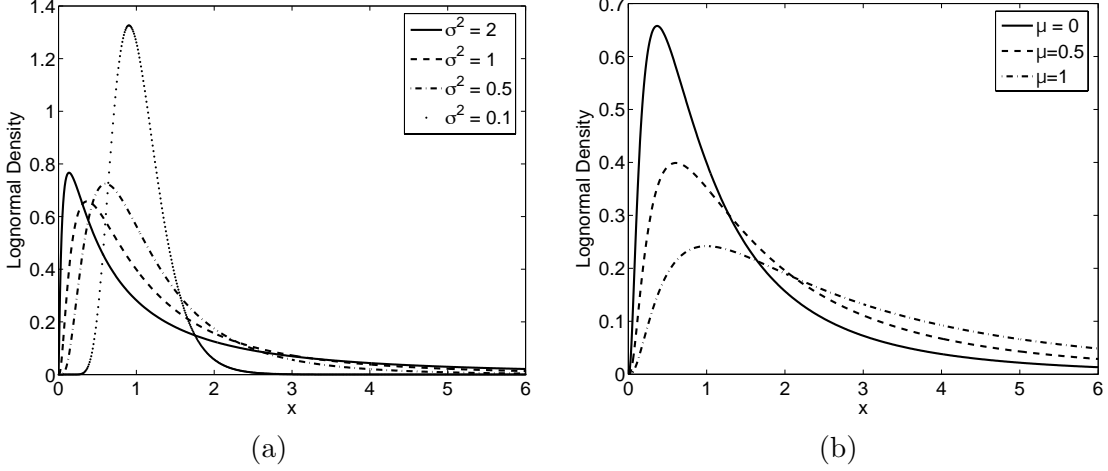 1.4
1.2
1
0.8
0.6
0.4
0.2
0
Lognormal Density
0 1 2 3 4 5 6
x
σ² = 2
σ² = 1
σ² = 0.5
σ² = 0.1
(a)
0.7
0.6
0.5
0.4
0.3
0.2
0.1
0
Lognormal Density
0 1 2 3 4 5 6
x
μ = 0
μ=0.5
μ=1
(b)